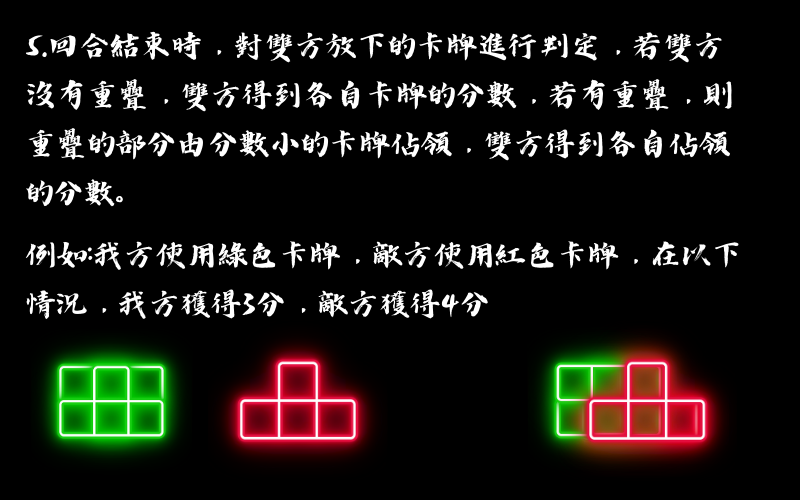 5.回合結束時，對雙方放下的卡牌進行判定，若雙方
沒有重疊，雙方得到各自卡牌的分數，若有重疊，則
重疊的部分由分數小的卡牌佔領，雙方得到各自佔領
的分數。
例如:我方使用綠色卡牌，敵方使用紅色卡牌，在以下
情況，我方獲得3分，敵方獲得4分